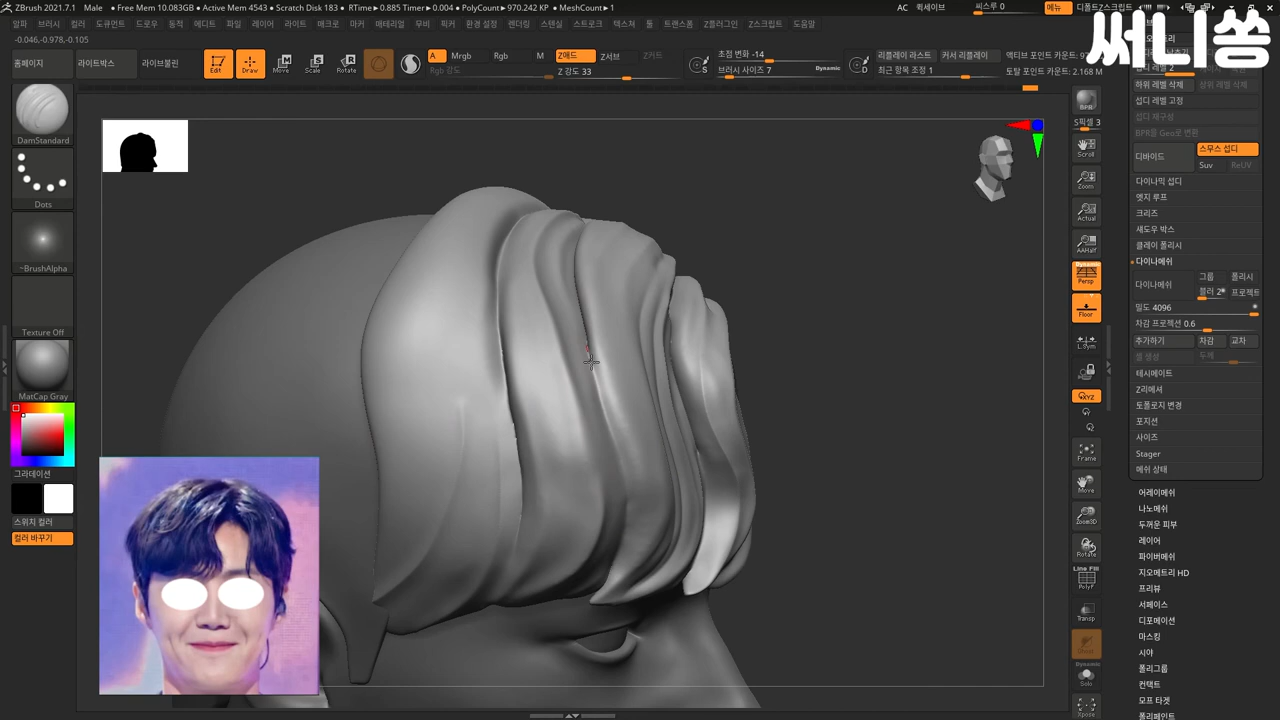 ZBrush 2021.7.1 Male • Free Mem 10.083GB • Active Mem 4543 • Scratch Disk 183 • RTime▸0.885 Timer▸0.004 • PolyCount▸970.242 KP • MeshCount▸1
AC 퀵세이브 씨스루 0 메뉴 디폴트Z스크립트
알파 브러시 컬러 도큐먼트 드로우 동적 에디트 파일 레이어 라이트 매크로 마커 매테리얼 무비 픽커 환경 설정 렌더링 스텐실 스트로크 텍스쳐 툴 트랜스폼 Z플러그인 Z스크립트 도움말
써니쏭
-0.046,-0.978,-0.105
홈페이지 라이트박스 라이브불린 Edit Draw Move Scale Rotate
A Mrgb Rgb M Z애드 Z서브 Z카트
Z 강도 33
초점 변화 -14
브러시 사이즈 7 Dynamic
리플레이 라스트 커서 리플레이
최근 항목 조정 1
액티브 포인트 카운트:
토탈 포인트 카운트: 2.168 M
DamStandard
Dots
~BrushAlpha
Texture Off
MatCap Gray
그라데이션
스위치 컬러
컬러 바꾸기
BPR
S픽셀 3
Scroll
Zoom
Actual
AAHalf
Dynamic
Persp
Floor
L.Sym
XYZ
Frame
Move
Zoom3D
Rotate
Line Fill
PolyF
Transp
Ghost
Dynamic
Solo
Xpose
섭디 레벨 2
하위 레벨 삭제 상위 레벨 삭제
섭디 레벨 고정
섭디 재구성
BPR을 Geo로 변환
디바이드 스무스 섭디
Suv ReUV
다이나믹 섭디
엣지 루프
크리즈
섀도우 박스
클레이 폴리시
다이나메쉬
다이나메쉬 그룹 폴리시
블러 2 프로젝트
밀도 4096
차감 프로젝션 0.6
추가하기 차감 교차
쉘 생성 두께
테시메이트
Z리메셔
토폴로지 변경
포지션
사이즈
Stager
메쉬 상태
어레이메쉬
나노메쉬
두꺼운 피부
레이어
파이버메쉬
지오메트리 HD
프리뷰
서페이스
디포메이션
마스킹
시야
폴리그룹
컨택트
모프 타겟
폴리페인트